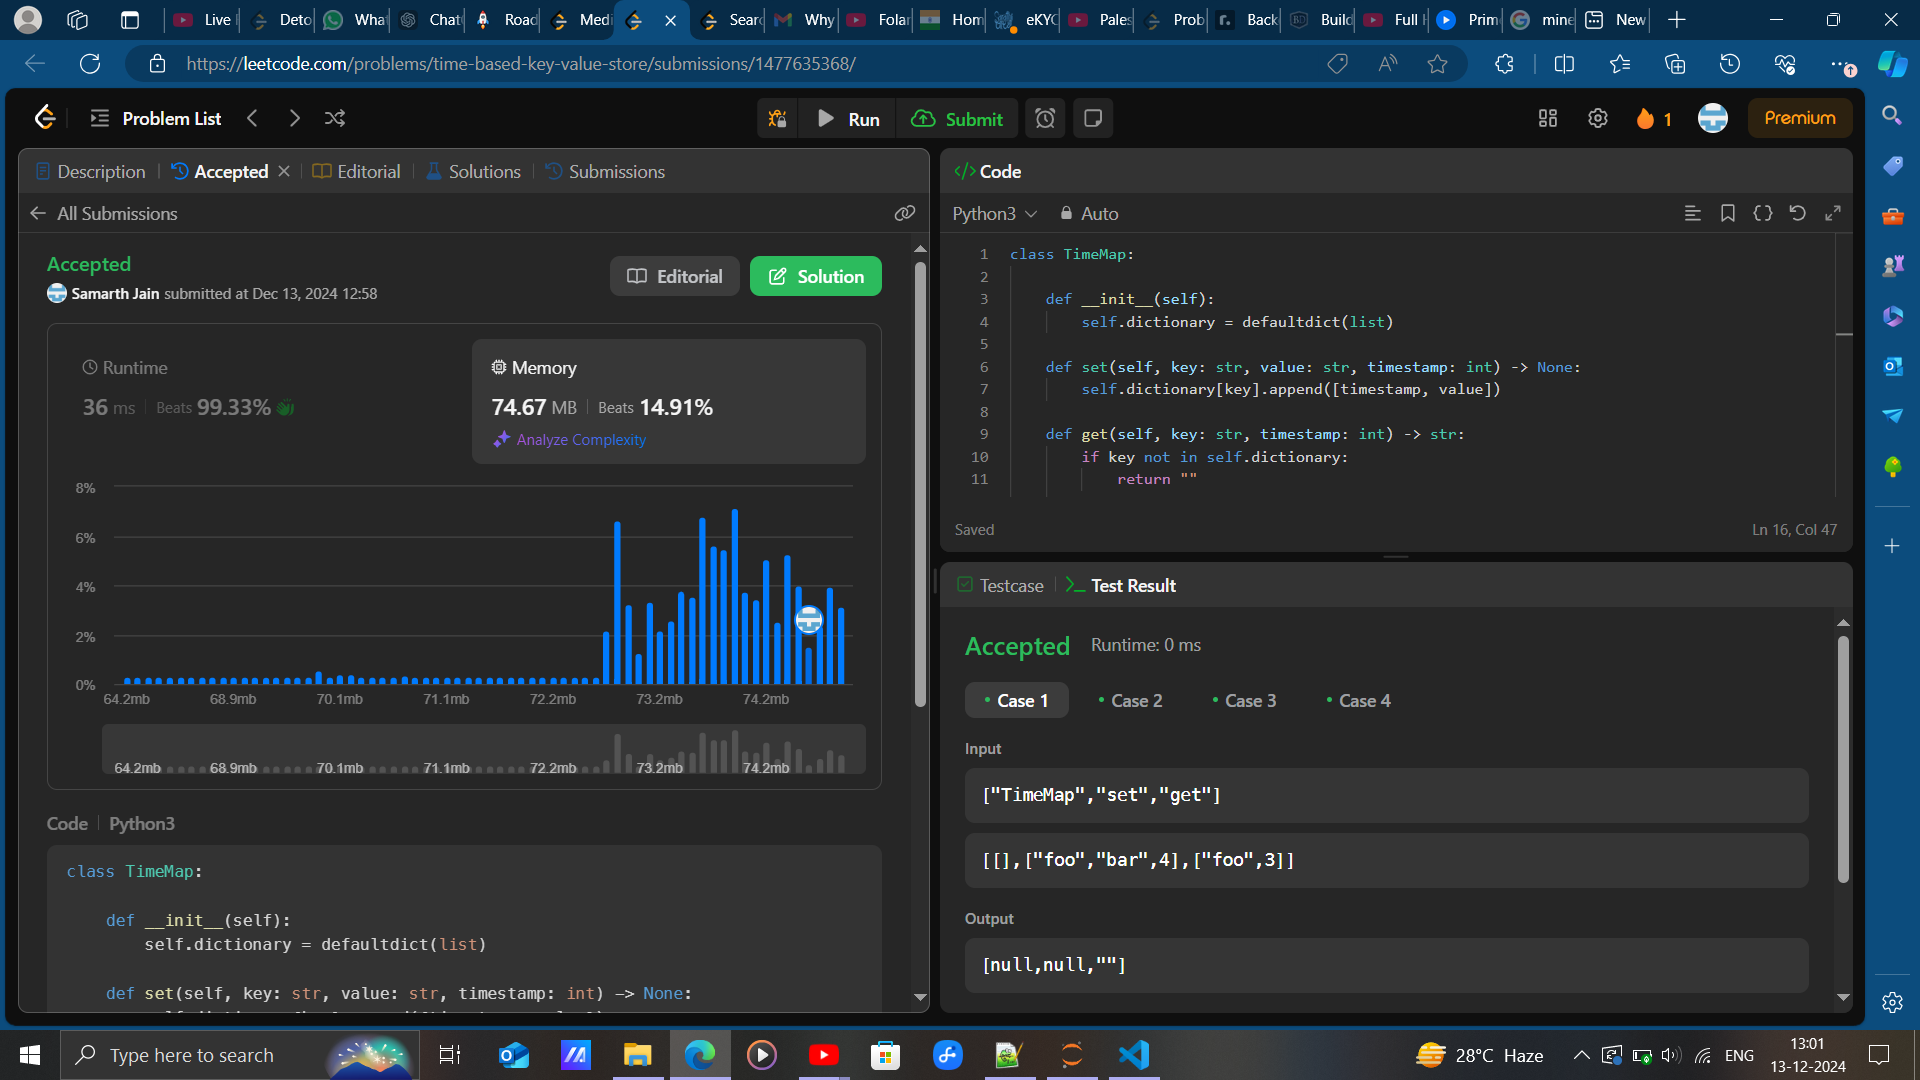 Live
Deto
What
Chat
Road
Medi
Sear
Why
Folar
Hom
eKYC
Pales
Prob
Back
Build
Full H
Prim
mine
New
https://leetcode.com/problems/time-based-key-value-store/submissions/1477635368/
Problem List
Run
Submit
1
Premium
Description
Accepted
Editorial
Solutions
Submissions
All Submissions
Accepted
Samarth Jain submitted at Dec 13, 2024 12:58
Editorial
Solution
Runtime
36 ms
Beats 99.33%
Memory
74.67 MB
Beats 14.91%
Analyze Complexity
8%
6%
4%
2%
0%
64.2mb 68.9mb 70.1mb 71.1mb 72.2mb 73.2mb 74.2mb
64.2mb 68.9mb 70.1mb 71.1mb 72.2mb 73.2mb 74.2mb
Code
Python3
class TimeMap:
def __init__(self):
self.dictionary = defaultdict(list)
def set(self, key: str, value: str, timestamp: int) -> None:
</> Code
Python3
Auto
1 class TimeMap:
2
3 def __init__(self):
4 self.dictionary = defaultdict(list)
5
6 def set(self, key: str, value: str, timestamp: int) -> None:
7 self.dictionary[key].append([timestamp, value])
8
9 def get(self, key: str, timestamp: int) -> str:
10 if key not in self.dictionary:
11 return ""
Saved
Ln 16, Col 47
Testcase
Test Result
Accepted
Runtime: 0 ms
Case 1
Case 2
Case 3
Case 4
Input
["TimeMap","set","get"]
[[],["foo","bar",4],["foo",3]]
Output
[null,null,""]
Type here to search
28°C Haze
ENG
13:01
13-12-2024